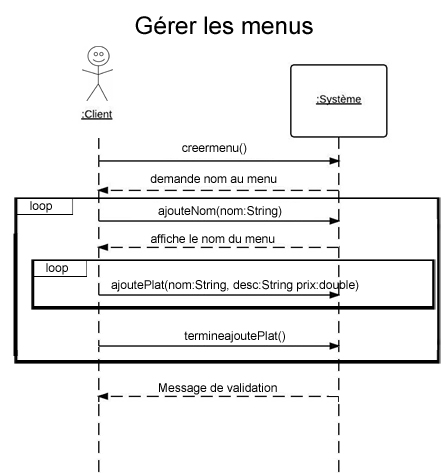 Gérer les menus
:Client
:Système
creermenu()
demande nom au menu
loop
ajouteNom(nom:String)
affiche le nom du menu
loop
ajoutePlat(nom:String, desc:String prix:double)
termineajoutePlat()
Message de validation